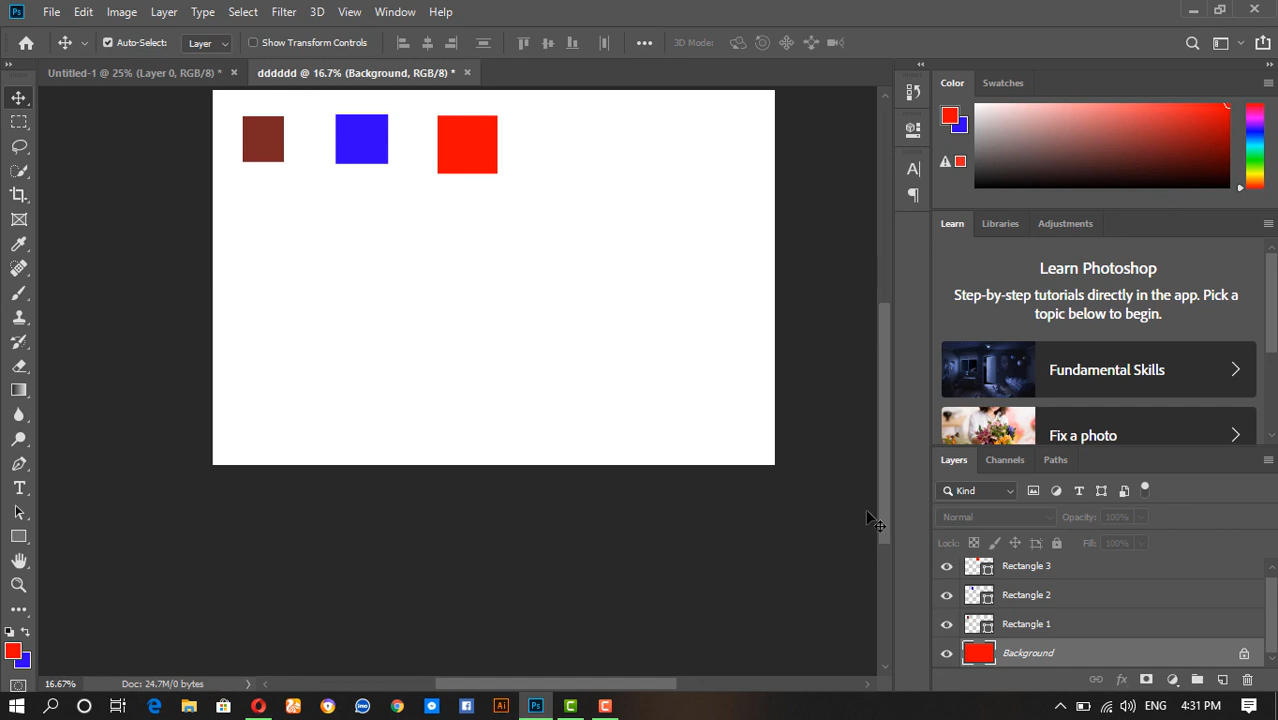 Ps File Edit Image Layer Type Select Filter 3D View Window Help
Auto-Select: Layer Show Transform Controls 3D Mode:
Untitled-1 @ 25% (Layer 0, RGB/8) * dddddd @ 16.7% (Background, RGB/8) *
Color Swatches
Learn Libraries Adjustments
Learn Photoshop
Step-by-step tutorials directly in the app. Pick a
topic below to begin.
Fundamental Skills
Fix a photo
Layers Channels Paths
Kind
Normal Opacity: 100%
Lock: Fill: 100%
Rectangle 3
Rectangle 2
Rectangle 1
Background
16.67% Doc: 24.7M/0 bytes
Ai Ps ENG 4:31 PM